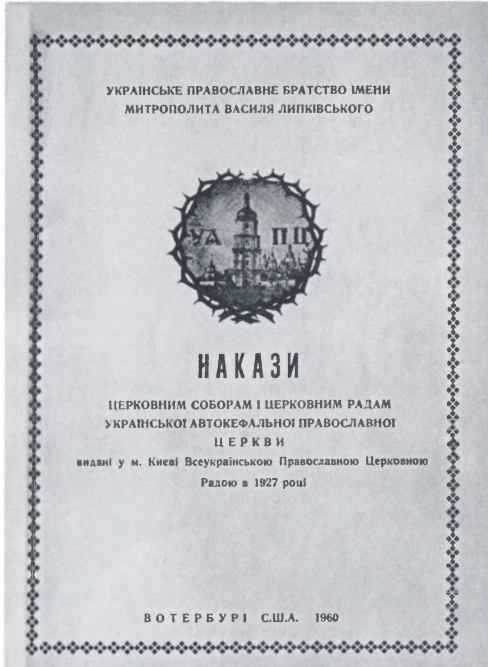 УКРАЇНСЬКЕ ПРАВОСЛАВНЕ БРАТСТВО ІМЕНИ
МИТРОПОЛИТА ВАСИЛЯ ЛИПКІВСЬКОГО
УА ПЦ
НАКАЗИ
ЦЕРКОВНИМ СОБОРАМ І ЦЕРКОВНИМ РАДАМ
УКРАЇНСЬКОЇ АВТОКЕФАЛЬНОЇ ПРАВОСЛАВНОЇ
ЦЕРКВИ
видані у м. Києві Всеукраїнською Православною Церковною
Радою в 1927 році
ВОТЕРБУРІ С.Ш.А. 1960